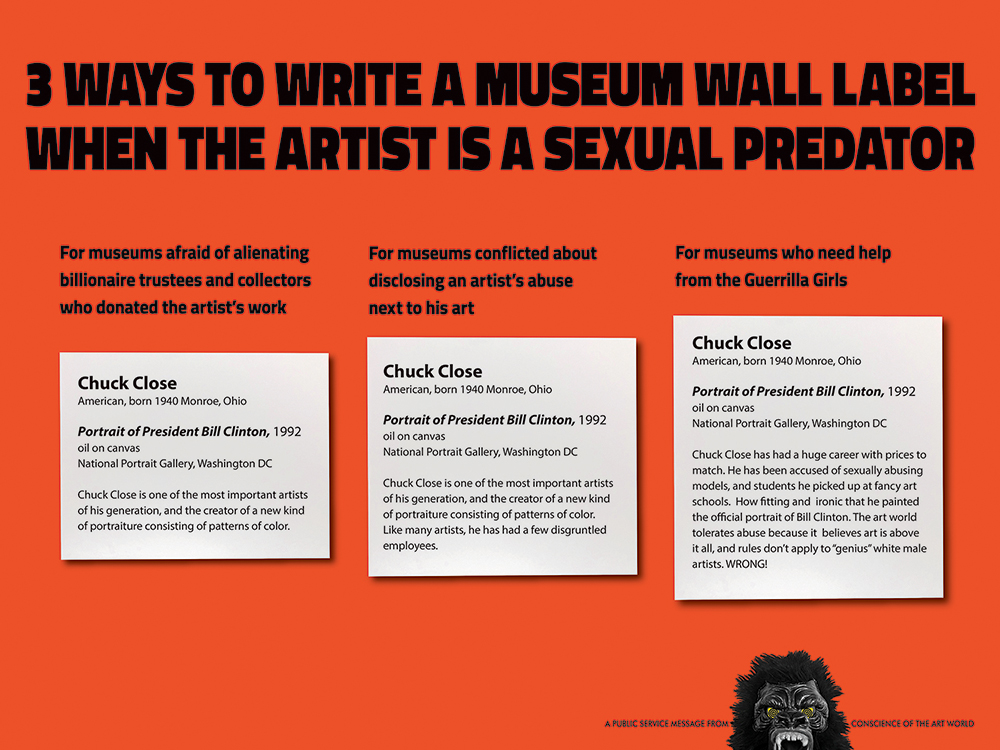 3 WAYS TO WRITE A MUSEUM WALL LABEL
WHEN THE ARTIST IS A SEXUAL PREDATOR
For museums afraid of alienating
billionaire trustees and collectors
who donated the artist's work
Chuck Close
American, born 1940 Monroe, Ohio
Portrait of President Bill Clinton, 1992
oil on canvas
National Portrait Gallery, Washington DC
Chuck Close is one of the most important artists
of his generation, and the creator of a new kind
of portraiture consisting of patterns of color.
For museums conflicted about
disclosing an artist's abuse
next to his art
Chuck Close
American, born 1940 Monroe, Ohio
Portrait of President Bill Clinton, 1992
oil on canvas
National Portrait Gallery, Washington DC
Chuck Close is one of the most important artists
of his generation, and the creator of a new kind
of portraiture consisting of patterns of color.
Like many artists, he has had a few disgruntled
employees.
For museums who need help
from the Guerrilla Girls
Chuck Close
American, born 1940 Monroe, Ohio
Portrait of President Bill Clinton, 1992
oil on canvas
National Portrait Gallery, Washington DC
Chuck Close has had a huge career with prices to
match. He has been accused of sexually abusing
models, and students he picked up at fancy art
schools. How fitting and ironic that he painted
the official portrait of Bill Clinton. The art world
tolerates abuse because it believes art is above
it all, and rules don't apply to "genius" white male
artists. WRONG!
A PUBLIC SERVICE MESSAGE FROM CONSCIENCE OF THE ART WORLD